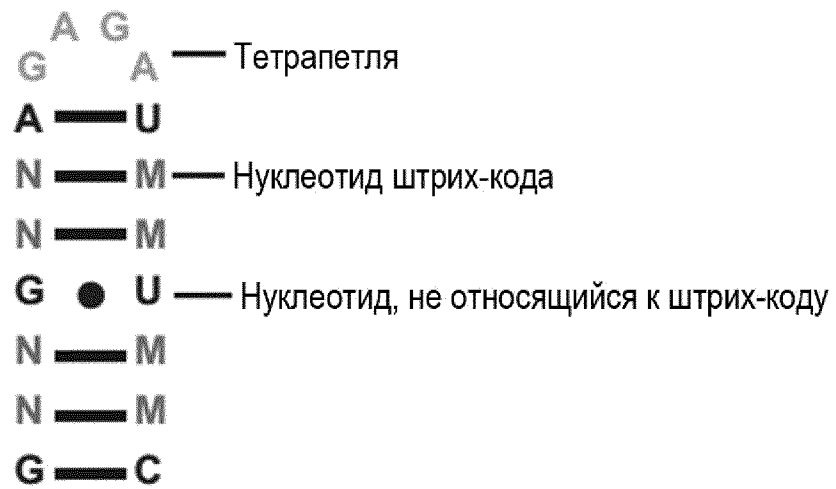 A G
G A Тетрапетля
A U
N M Нуклеотид штрих-кода
N M
G U Нуклеотид, не относящийся к штрих-коду
N M
N M
G C